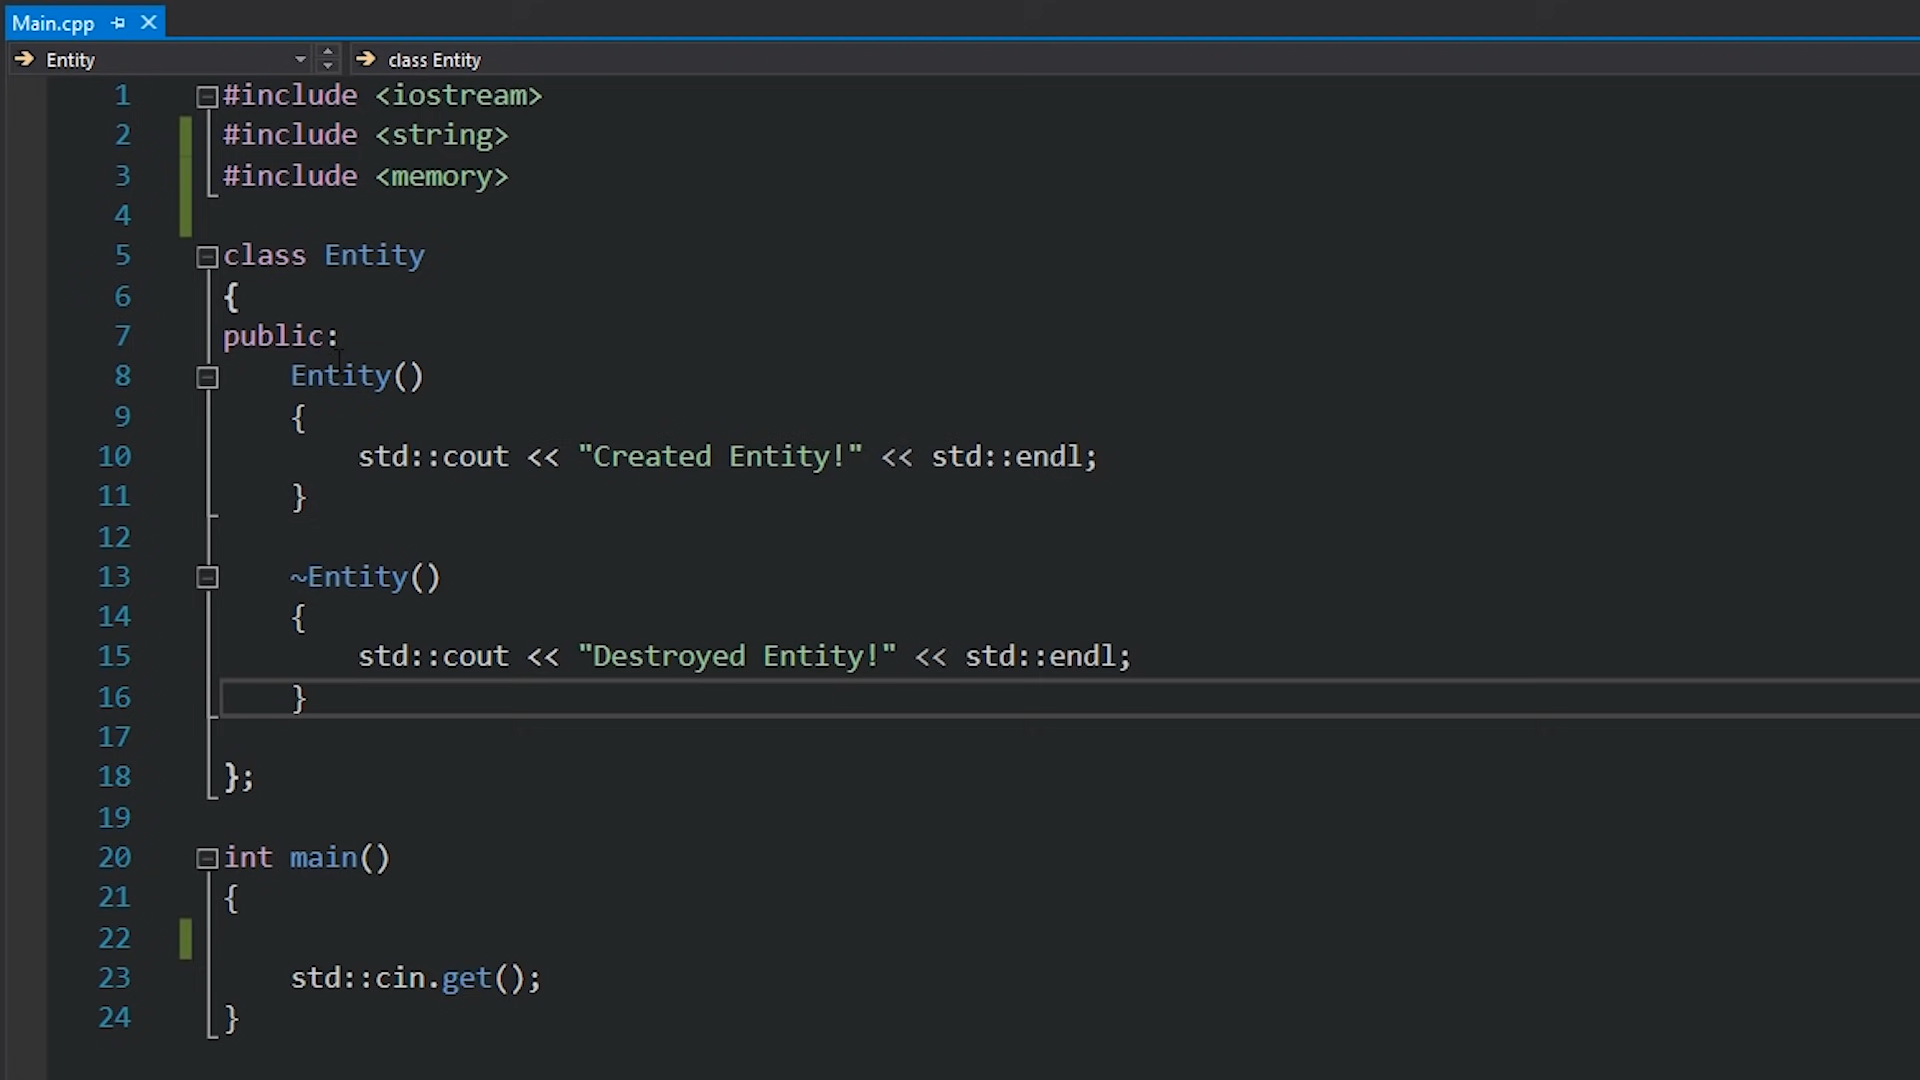 Main.cpp
Entity class Entity
1 #include <iostream>
2 #include <string>
3 #include <memory>
4
5 class Entity
6 {
7 public:
8 Entity()
9 {
10 std::cout << "Created Entity!" << std::endl;
11 }
12
13 ~Entity()
14 {
15 std::cout << "Destroyed Entity!" << std::endl;
16 }
17
18 };
19
20 int main()
21 {
22
23 std::cin.get();
24 }